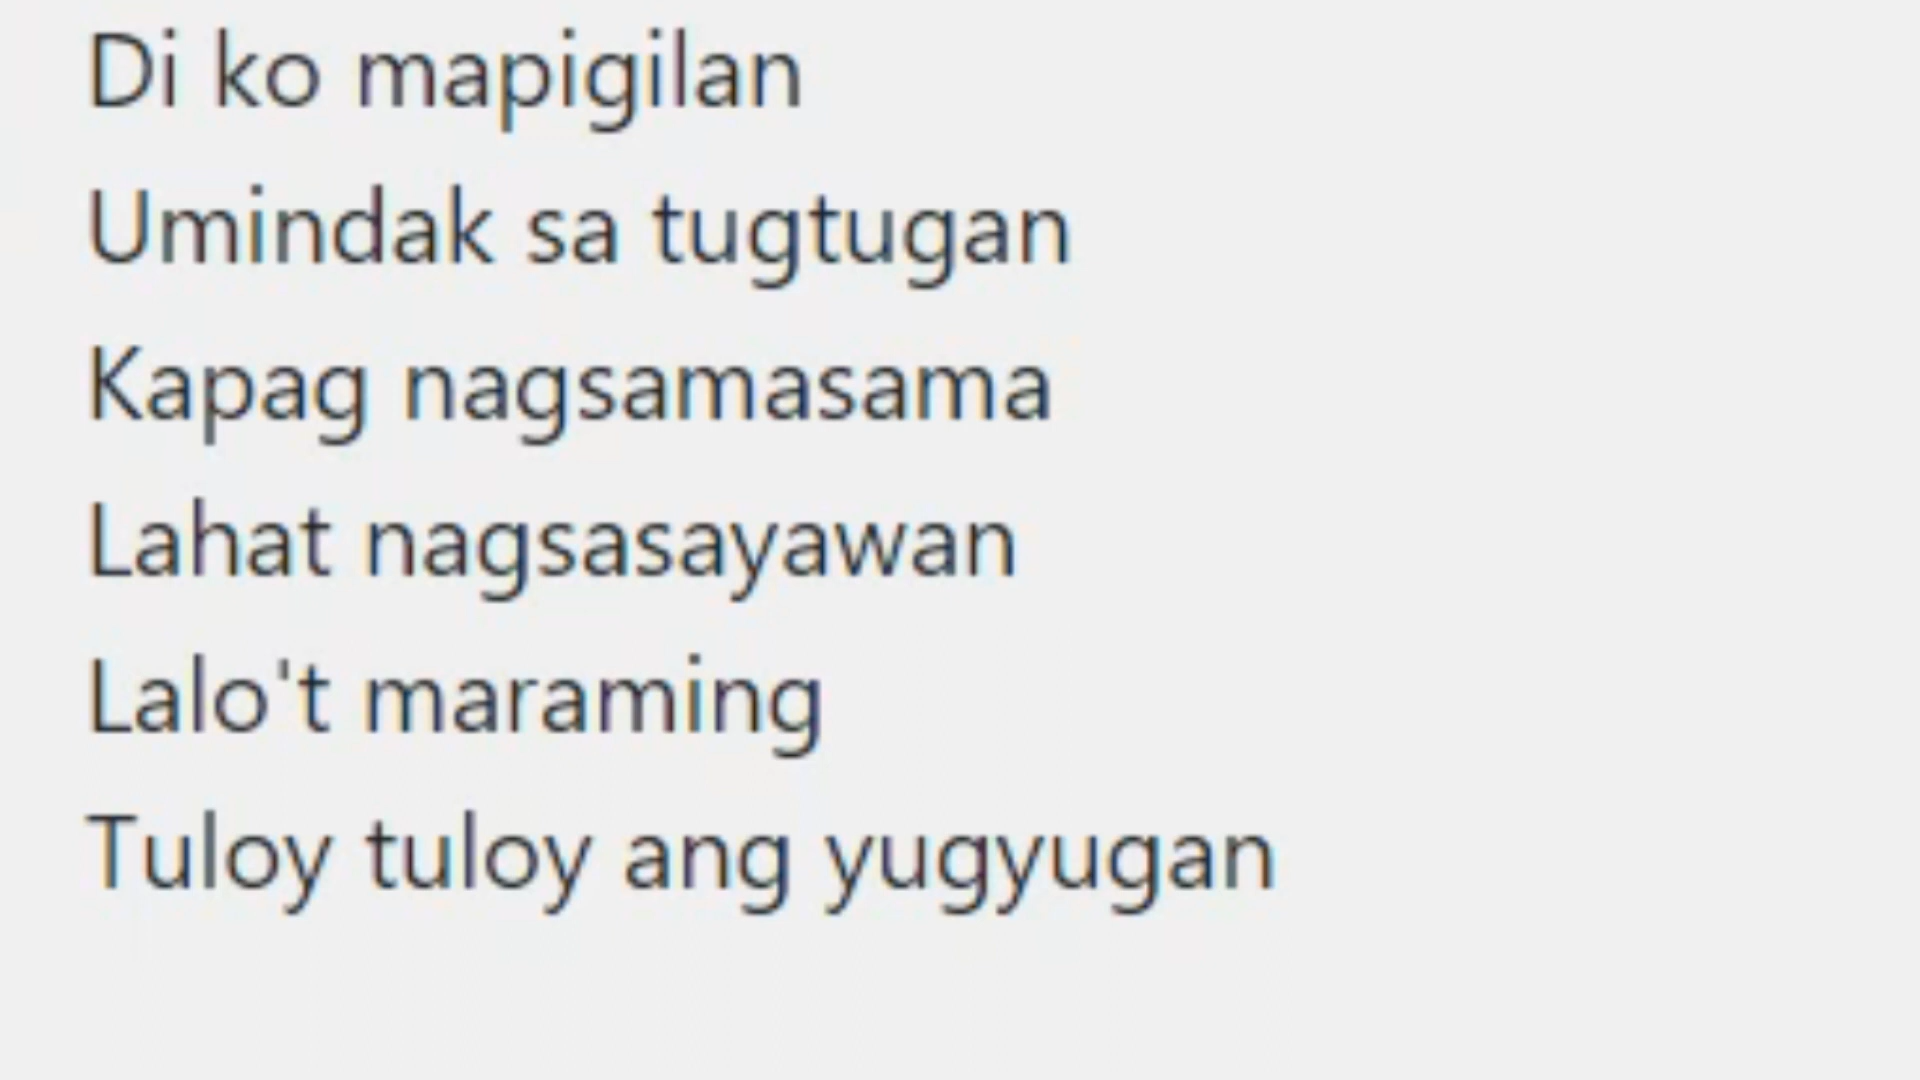 Di ko mapigilan
Umindak sa tugtugan
Kapag nagsamasama
Lahat nagsasayawan
Lalo't maraming
Tuloy tuloy ang yugyugan